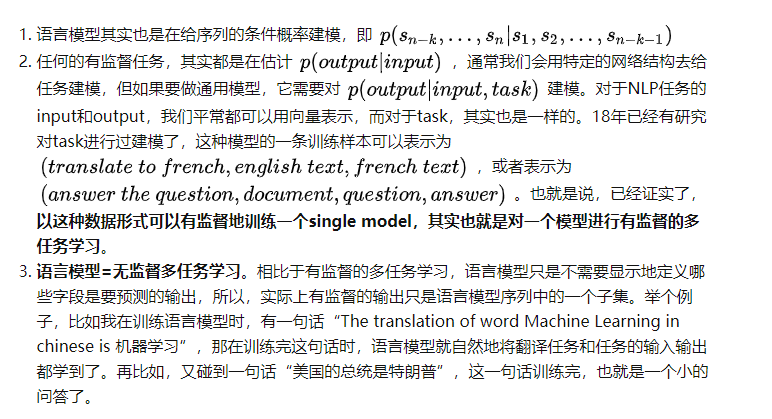 1. 语言模型其实也是在给序列的条件概率建模，即 p(s_{n−k}, . . . , s_n|s_1, s_2, . . . , s_{n−k−1})
2. 任何的有监督任务，其实都是在估计 p(output|input) ，通常我们会用特定的网络结构去给
任务建模，但如果要做通用模型，它需要对 p(output|input, task) 建模。对于NLP任务的
input和output，我们平常都可以用向量表示，而对于task，其实也是一样的。18年已经有研究
对task进行过建模了，这种模型的一条训练样本可以表示为
(translate to french, english text, french text) ，或者表示为
(answer the question, document, question, answer) 。也就是说，已经证实了，
以这种数据形式可以有监督地训练一个single model，其实也就是对一个模型进行有监督的多
任务学习。
3. 语言模型=无监督多任务学习。相比于有监督的多任务学习，语言模型只是不需要显示地定义哪
些字段是要预测的输出，所以，实际上有监督的输出只是语言模型序列中的一个子集。举个例
子，比如我在训练语言模型时，有一句话“The translation of word Machine Learning in
chinese is 机器学习”，那在训练完这句话时，语言模型就自然地将翻译任务和任务的输入输出
都学到了。再比如，又碰到一句话“美国的总统是特朗普”，这一句话训练完，也就是一个小的
问答了。